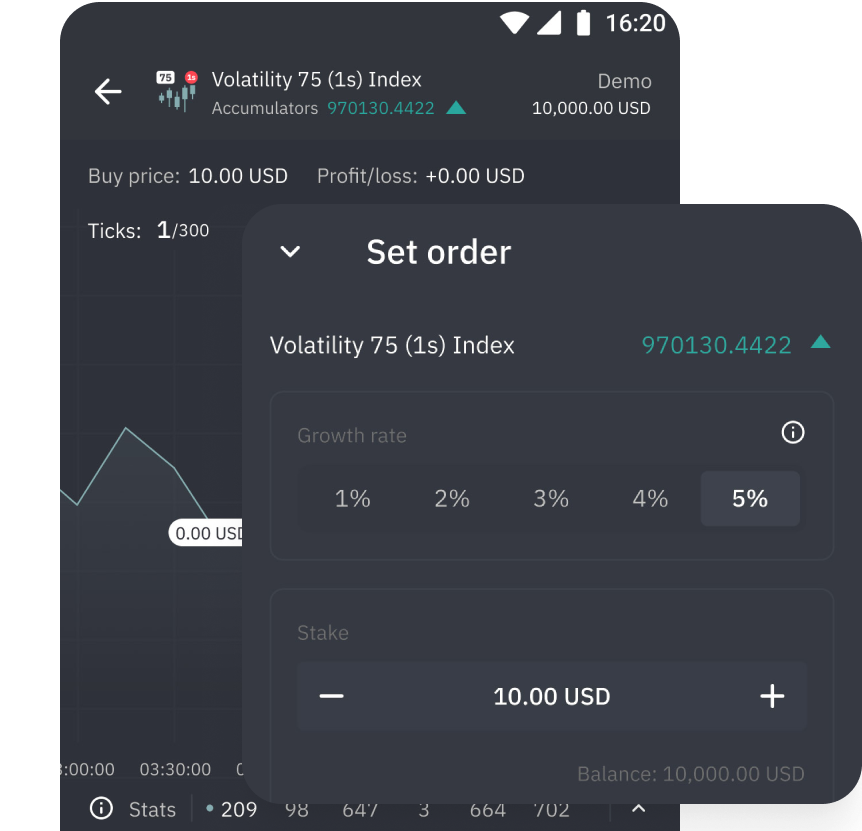 16:20
75 1s Volatility 75 (1s) Index Demo
Accumulators 970130.4422 10,000.00 USD
Buy price: 10.00 USD Profit/loss: +0.00 USD
Ticks: 1/300
Set order
Volatility 75 (1s) Index 970130.4422
Growth rate
1% 2% 3% 4% 5%
0.00 USD
Stake
10.00 USD
Balance: 10,000.00 USD
:00:00 03:30:00
Stats 209 98 647 3 664 702